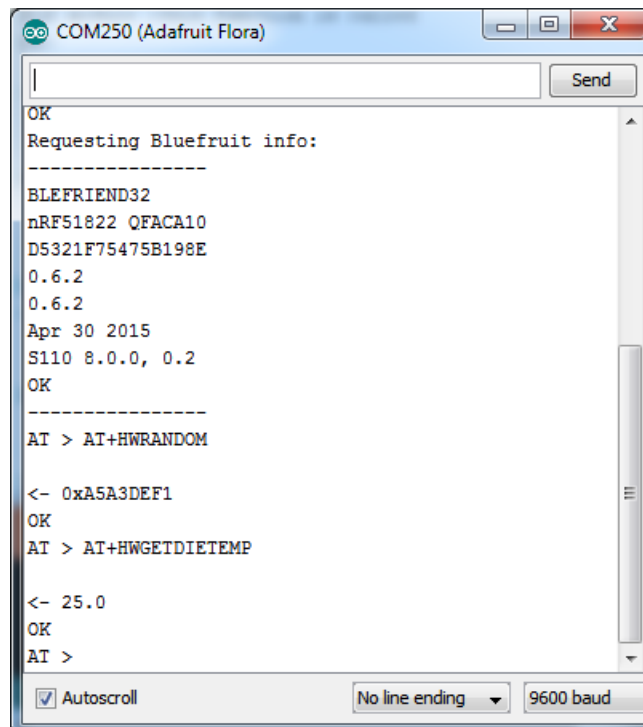 COM250 (Adafruit Flora)
Send
OK
Requesting Bluefruit info:
----------------
BLEFRIEND32
nRF51822 QFACA10
D5321F75475B198E
0.6.2
0.6.2
Apr 30 2015
S110 8.0.0, 0.2
OK
----------------
AT > AT+HWRANDOM
<- 0xA5A3DEF1
OK
AT > AT+HWGETDIETEMP
<- 25.0
OK
AT >
Autoscroll
No line ending
9600 baud